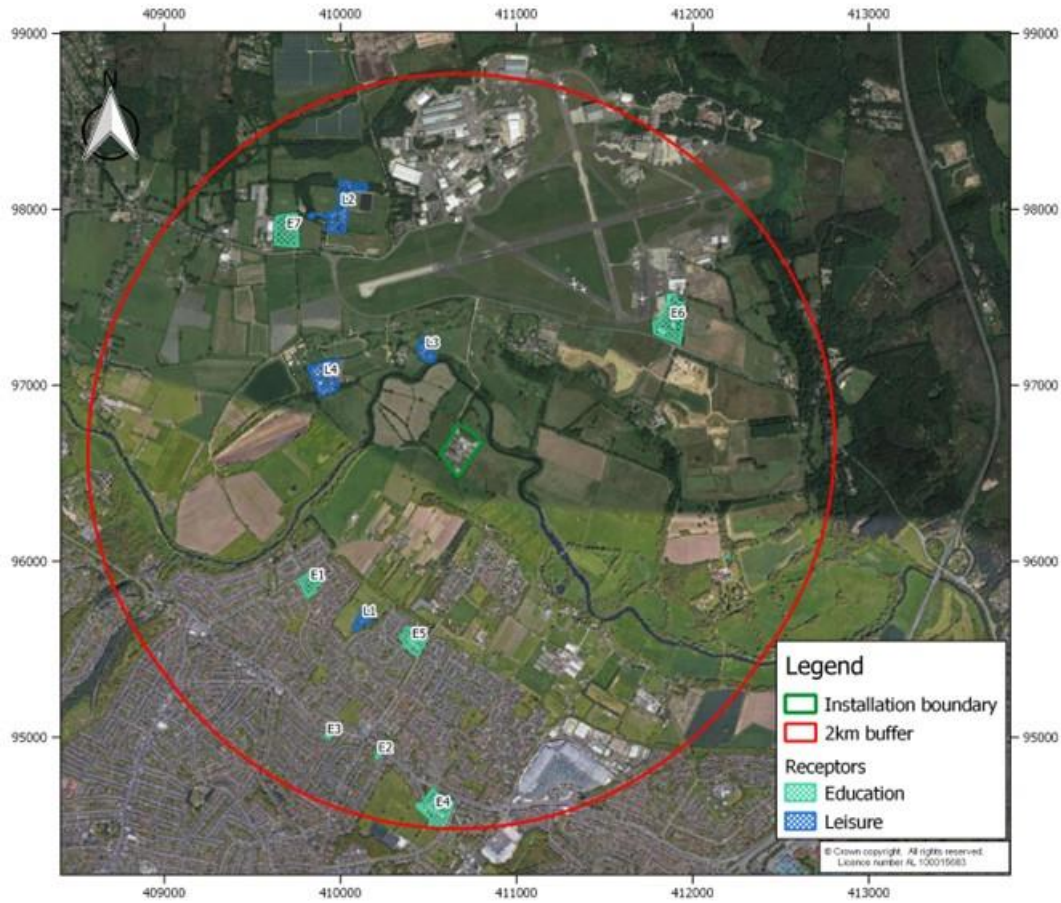 409000 410000 411000 412000 413000
99000 99000
N
98000 98000
L2
E7
E6
L3
97000 97000
L4
96000 96000
E1
L1
E5
Legend
Installation boundary
95000 95000
E3
2km buffer
E2
Receptors
Education
E4
Leisure
© Crown copyright. All rights reserved.
Licence number AL 100015683
409000 410000 411000 412000 413000